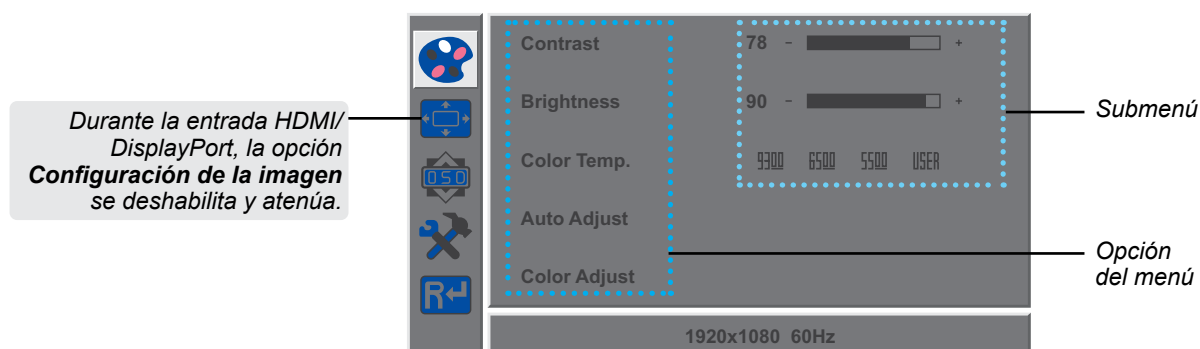 Contrast
78 - +
Brightness
90 - +
Color Temp.
9300 6500 5500 USER
Auto Adjust
Color Adjust
1920x1080 60Hz
Durante la entrada HDMI/
DisplayPort, la opción
Configuración de la imagen
se deshabilita y atenúa.
OSD
R
Submenú
Opción
del menú